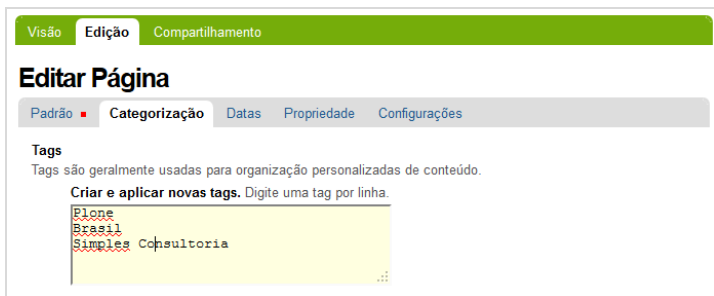 Visão Edição Compartilhamento
Editar Página
Padrão Categorização Datas Propriedade Configurações
Tags
Tags são geralmente usadas para organização personalizadas de conteúdo.
Criar e aplicar novas tags. Digite uma tag por linha.
Plone
Brasil
Simples Consultoria